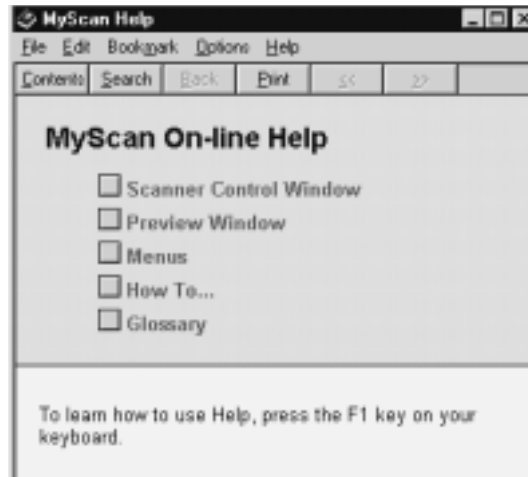 MyScan Help
File Edit Bookmark Options Help
Contents Search Back Print << >>
MyScan On-line Help
Scanner Control Window
Preview Window
Menus
How To...
Glossary
To learn how to use Help, press the F1 key on your
keyboard.